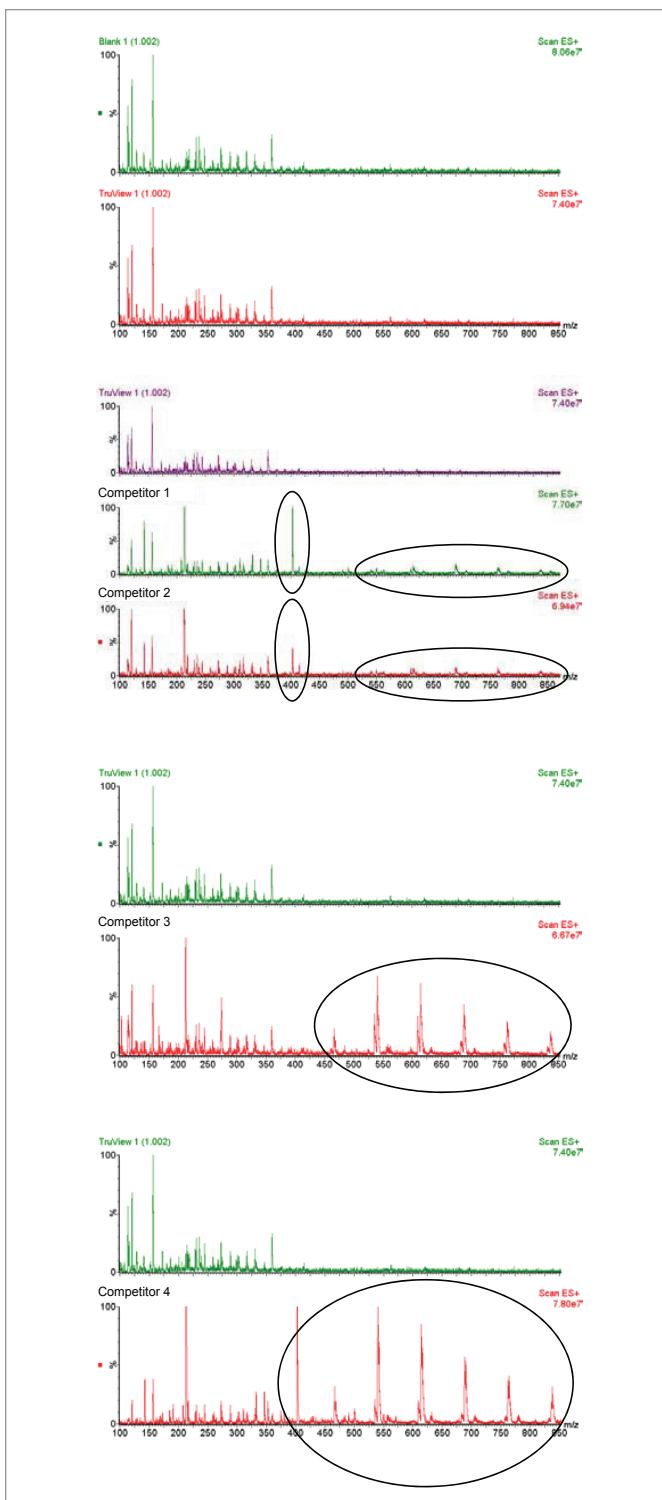 Blank 1 (1.002) Scan ES+
8.06e7
100
%
0
TruView 1 (1.002) Scan ES+
7.40e7
100
%
0
100 150 200 250 300 350 400 450 500 550 600 650 700 750 800 850 m/z
TruView 1 (1.002) Scan ES+
7.40e7
100
%
0
Competitor 1 Scan ES+
7.70e7
100
%
0
Competitor 2 Scan ES+
6.94e7
100
%
0
100 150 200 250 300 350 400 450 500 550 600 650 700 750 800 850 m/z
TruView 1 (1.002) Scan ES+
7.40e7
100
%
0
Competitor 3 Scan ES+
6.67e7
100
%
0
100 150 200 250 300 350 400 450 500 550 600 650 700 750 800 850 m/z
TruView 1 (1.002) Scan ES+
7.40e7
100
%
0
Competitor 4 Scan ES+
7.80e7
100
%
0
100 150 200 250 300 350 400 450 500 550 600 650 700 750 800 850 m/z